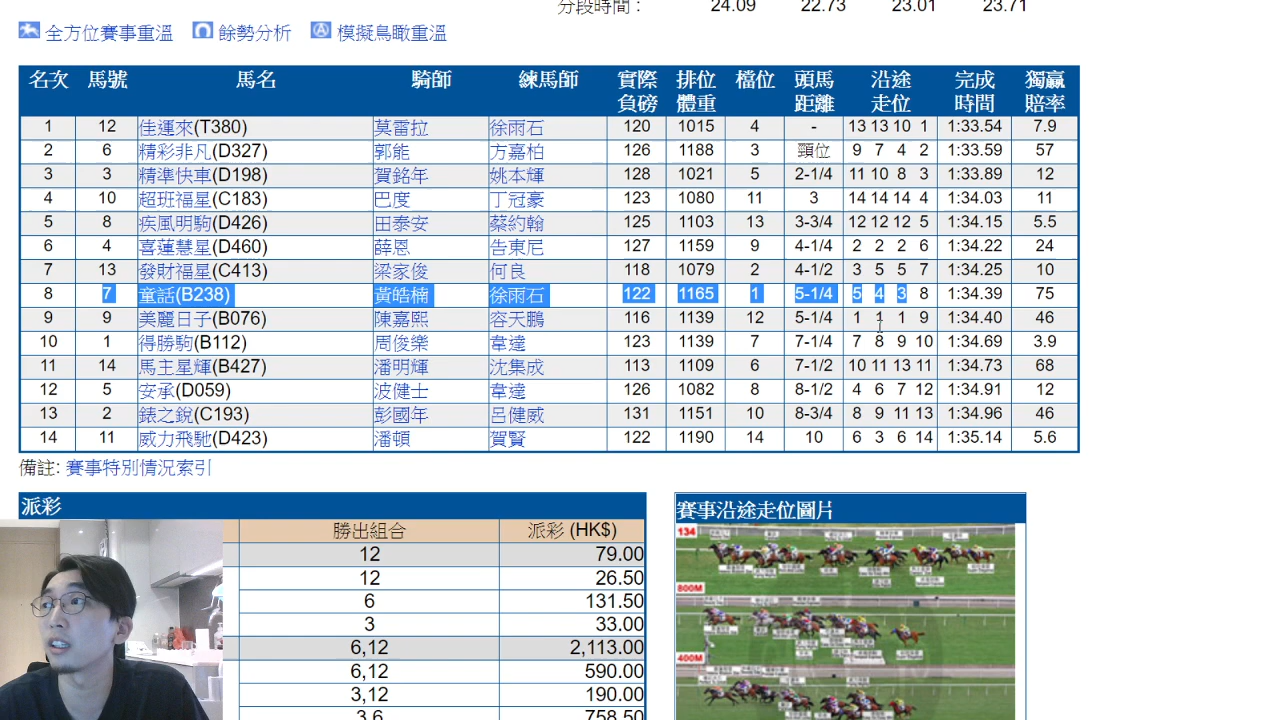 分段時間： 24.09 22.73 23.01 23.71
全方位賽事重溫 餘勢分析 模擬鳥瞰重溫
名次 馬號 馬名 騎師 練馬師 實際負磅 排位體重 檔位 頭馬距離 沿途走位 完成時間 獨贏賠率
1 12 佳運來(T380) 莫雷拉 徐雨石 120 1015 4 - 13 13 10 1 1:33.54 7.9
2 6 精彩非凡(D327) 郭能 方嘉柏 126 1188 3 頸位 9 7 4 2 1:33.59 57
3 3 精準快車(D198) 賀銘年 姚本輝 128 1021 5 2-1/4 11 10 8 3 1:33.89 12
4 10 超班福星(C183) 巴度 丁冠豪 123 1080 11 3 14 14 14 4 1:34.03 11
5 8 疾風明駒(D426) 田泰安 蔡約翰 125 1103 13 3-3/4 12 12 12 5 1:34.15 5.5
6 4 喜蓮慧星(D460) 薛恩 告東尼 127 1159 9 4-1/4 2 2 2 6 1:34.22 24
7 13 發財福星(C413) 梁家俊 何良 118 1079 2 4-1/2 3 5 5 7 1:34.25 10
8 7 童話(B238) 黃皓楠 徐雨石 122 1165 1 5-1/4 5 4 3 8 1:34.39 75
9 9 美麗日子(B076) 陳嘉熙 容天鵬 116 1139 12 5-1/4 1 1 1 9 1:34.40 46
10 1 得勝駒(B112) 周俊樂 韋達 123 1139 7 7-1/4 7 8 9 10 1:34.69 3.9
11 14 馬主星輝(B427) 潘明輝 沈集成 113 1109 6 7-1/2 10 11 13 11 1:34.73 68
12 5 安承(D059) 波健士 韋達 126 1082 8 8-1/2 4 6 7 12 1:34.91 12
13 2 錶之銳(C193) 彭國年 呂健威 131 1151 10 8-3/4 8 9 11 13 1:34.96 46
14 11 威力飛馳(D423) 潘頓 賀賢 122 1190 14 10 6 3 6 14 1:35.14 5.6
備註: 賽事特別情況索引
派彩 賽事沿途走位圖片
勝出組合 派彩 (HK$)
12 79.00
12 26.50
6 131.50
3 33.00
6,12 2,113.00
6,12 590.00
3,12 190.00
3,6 758.50
134
800M
400M